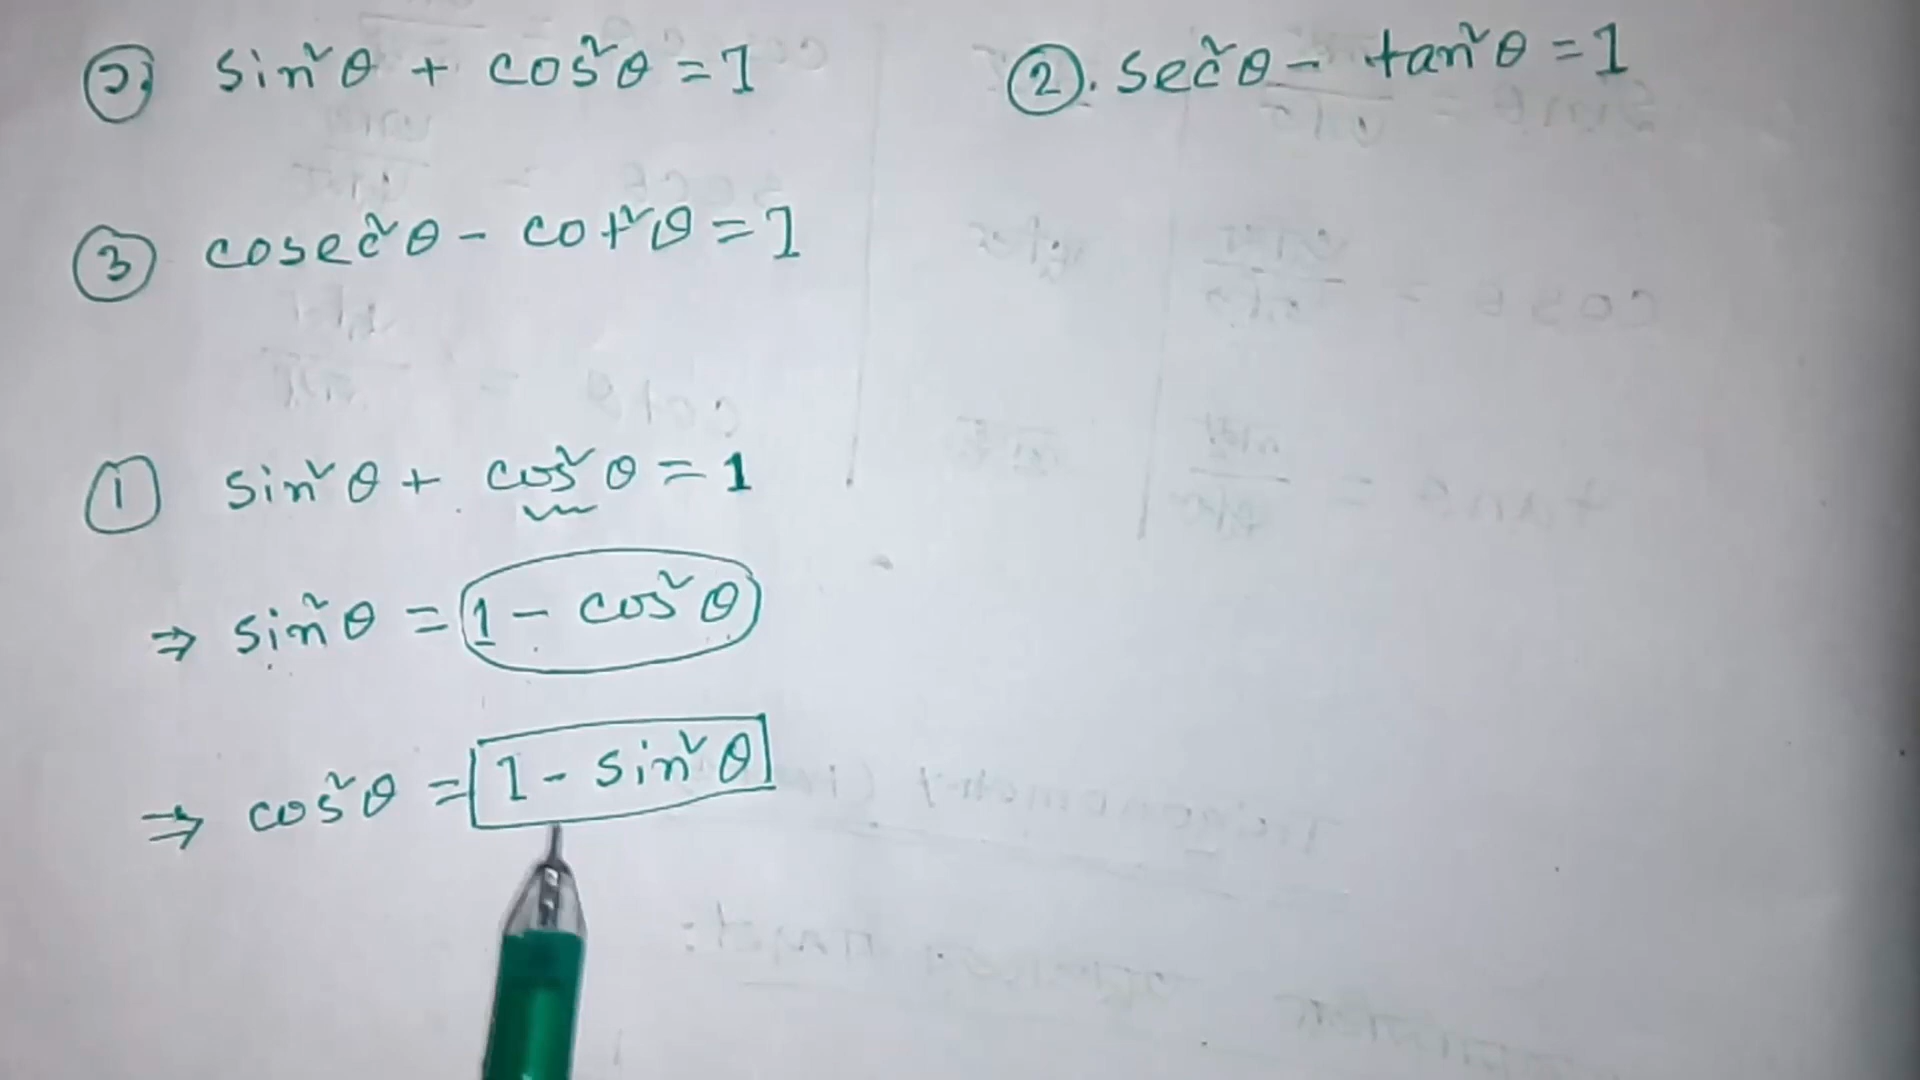 ১. sin²θ + cos²θ = 1
②. sec²θ - tan²θ = 1
③ cosec²θ - cot²θ = 1
① sin²θ + cos²θ = 1
⇒ sin²θ = 1 - cos²θ
⇒ cos²θ = 1 - sin²θ